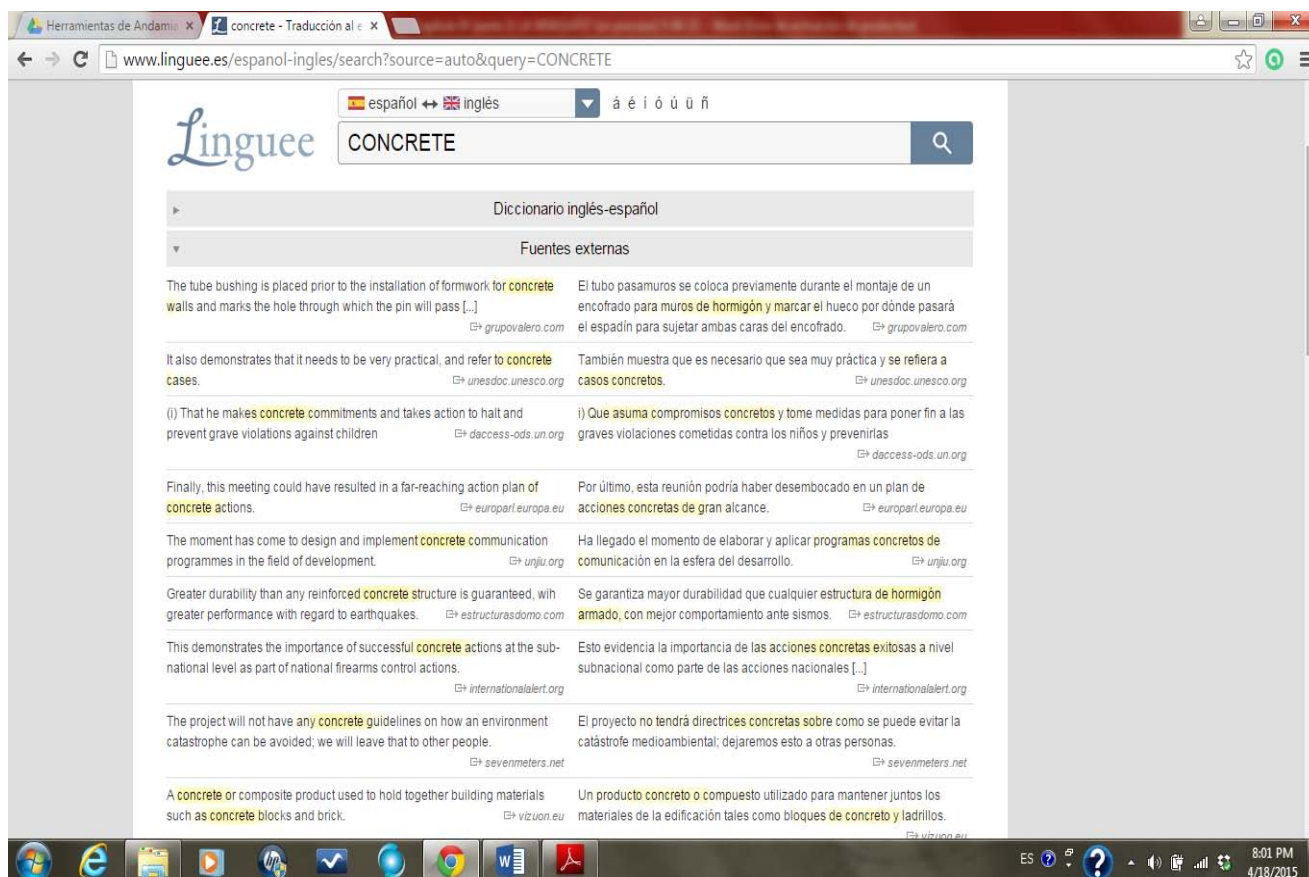 Herramientas de Andamia
concrete - Traducción al e
www.linguee.es/espanol-ingles/search?source=auto&query=CONCRETE
español ↔ inglés
á é í ó ú ü ñ
Linguee
CONCRETE
Diccionario inglés-español
Fuentes externas
The tube bushing is placed prior to the installation of formwork for concrete
walls and marks the hole through which the pin will pass [...]
grupovalero.com
El tubo pasamuros se coloca previamente durante el montaje de un
encofrado para muros de hormigón y marcar el hueco por dónde pasará
el espadín para sujetar ambas caras del encofrado. grupovalero.com
It also demonstrates that it needs to be very practical, and refer to concrete
cases. unesdoc.unesco.org
También muestra que es necesario que sea muy práctica y se refiera a
casos concretos. unesdoc.unesco.org
(i) That he makes concrete commitments and takes action to halt and
prevent grave violations against children daccess-ods.un.org
i) Que asuma compromisos concretos y tome medidas para poner fin a las
graves violaciones cometidas contra los niños y prevenirlas
daccess-ods.un.org
Finally, this meeting could have resulted in a far-reaching action plan of
concrete actions. europarl.europa.eu
Por último, esta reunión podría haber desembocado en un plan de
acciones concretas de gran alcance. europarl.europa.eu
The moment has come to design and implement concrete communication
programmes in the field of development. unjiu.org
Ha llegado el momento de elaborar y aplicar programas concretos de
comunicación en la esfera del desarrollo. unjiu.org
Greater durability than any reinforced concrete structure is guaranteed, wih
greater performance with regard to earthquakes. estructurasdomo.com
Se garantiza mayor durabilidad que cualquier estructura de hormigón
armado, con mejor comportamiento ante sismos. estructurasdomo.com
This demonstrates the importance of successful concrete actions at the sub-
national level as part of national firearms control actions.
internationalalert.org
Esto evidencia la importancia de las acciones concretas exitosas a nivel
subnacional como parte de las acciones nacionales [...]
internationalalert.org
The project will not have any concrete guidelines on how an environment
catastrophe can be avoided; we will leave that to other people.
sevenmeters.net
El proyecto no tendrá directrices concretas sobre como se puede evitar la
catástrofe medioambiental; dejaremos esto a otras personas.
sevenmeters.net
A concrete or composite product used to hold together building materials
such as concrete blocks and brick. vizuon.eu
Un producto concreto o compuesto utilizado para mantener juntos los
materiales de la edificación tales como bloques de concreto y ladrillos.
vizuon.eu
ES
8:01 PM
4/18/2015